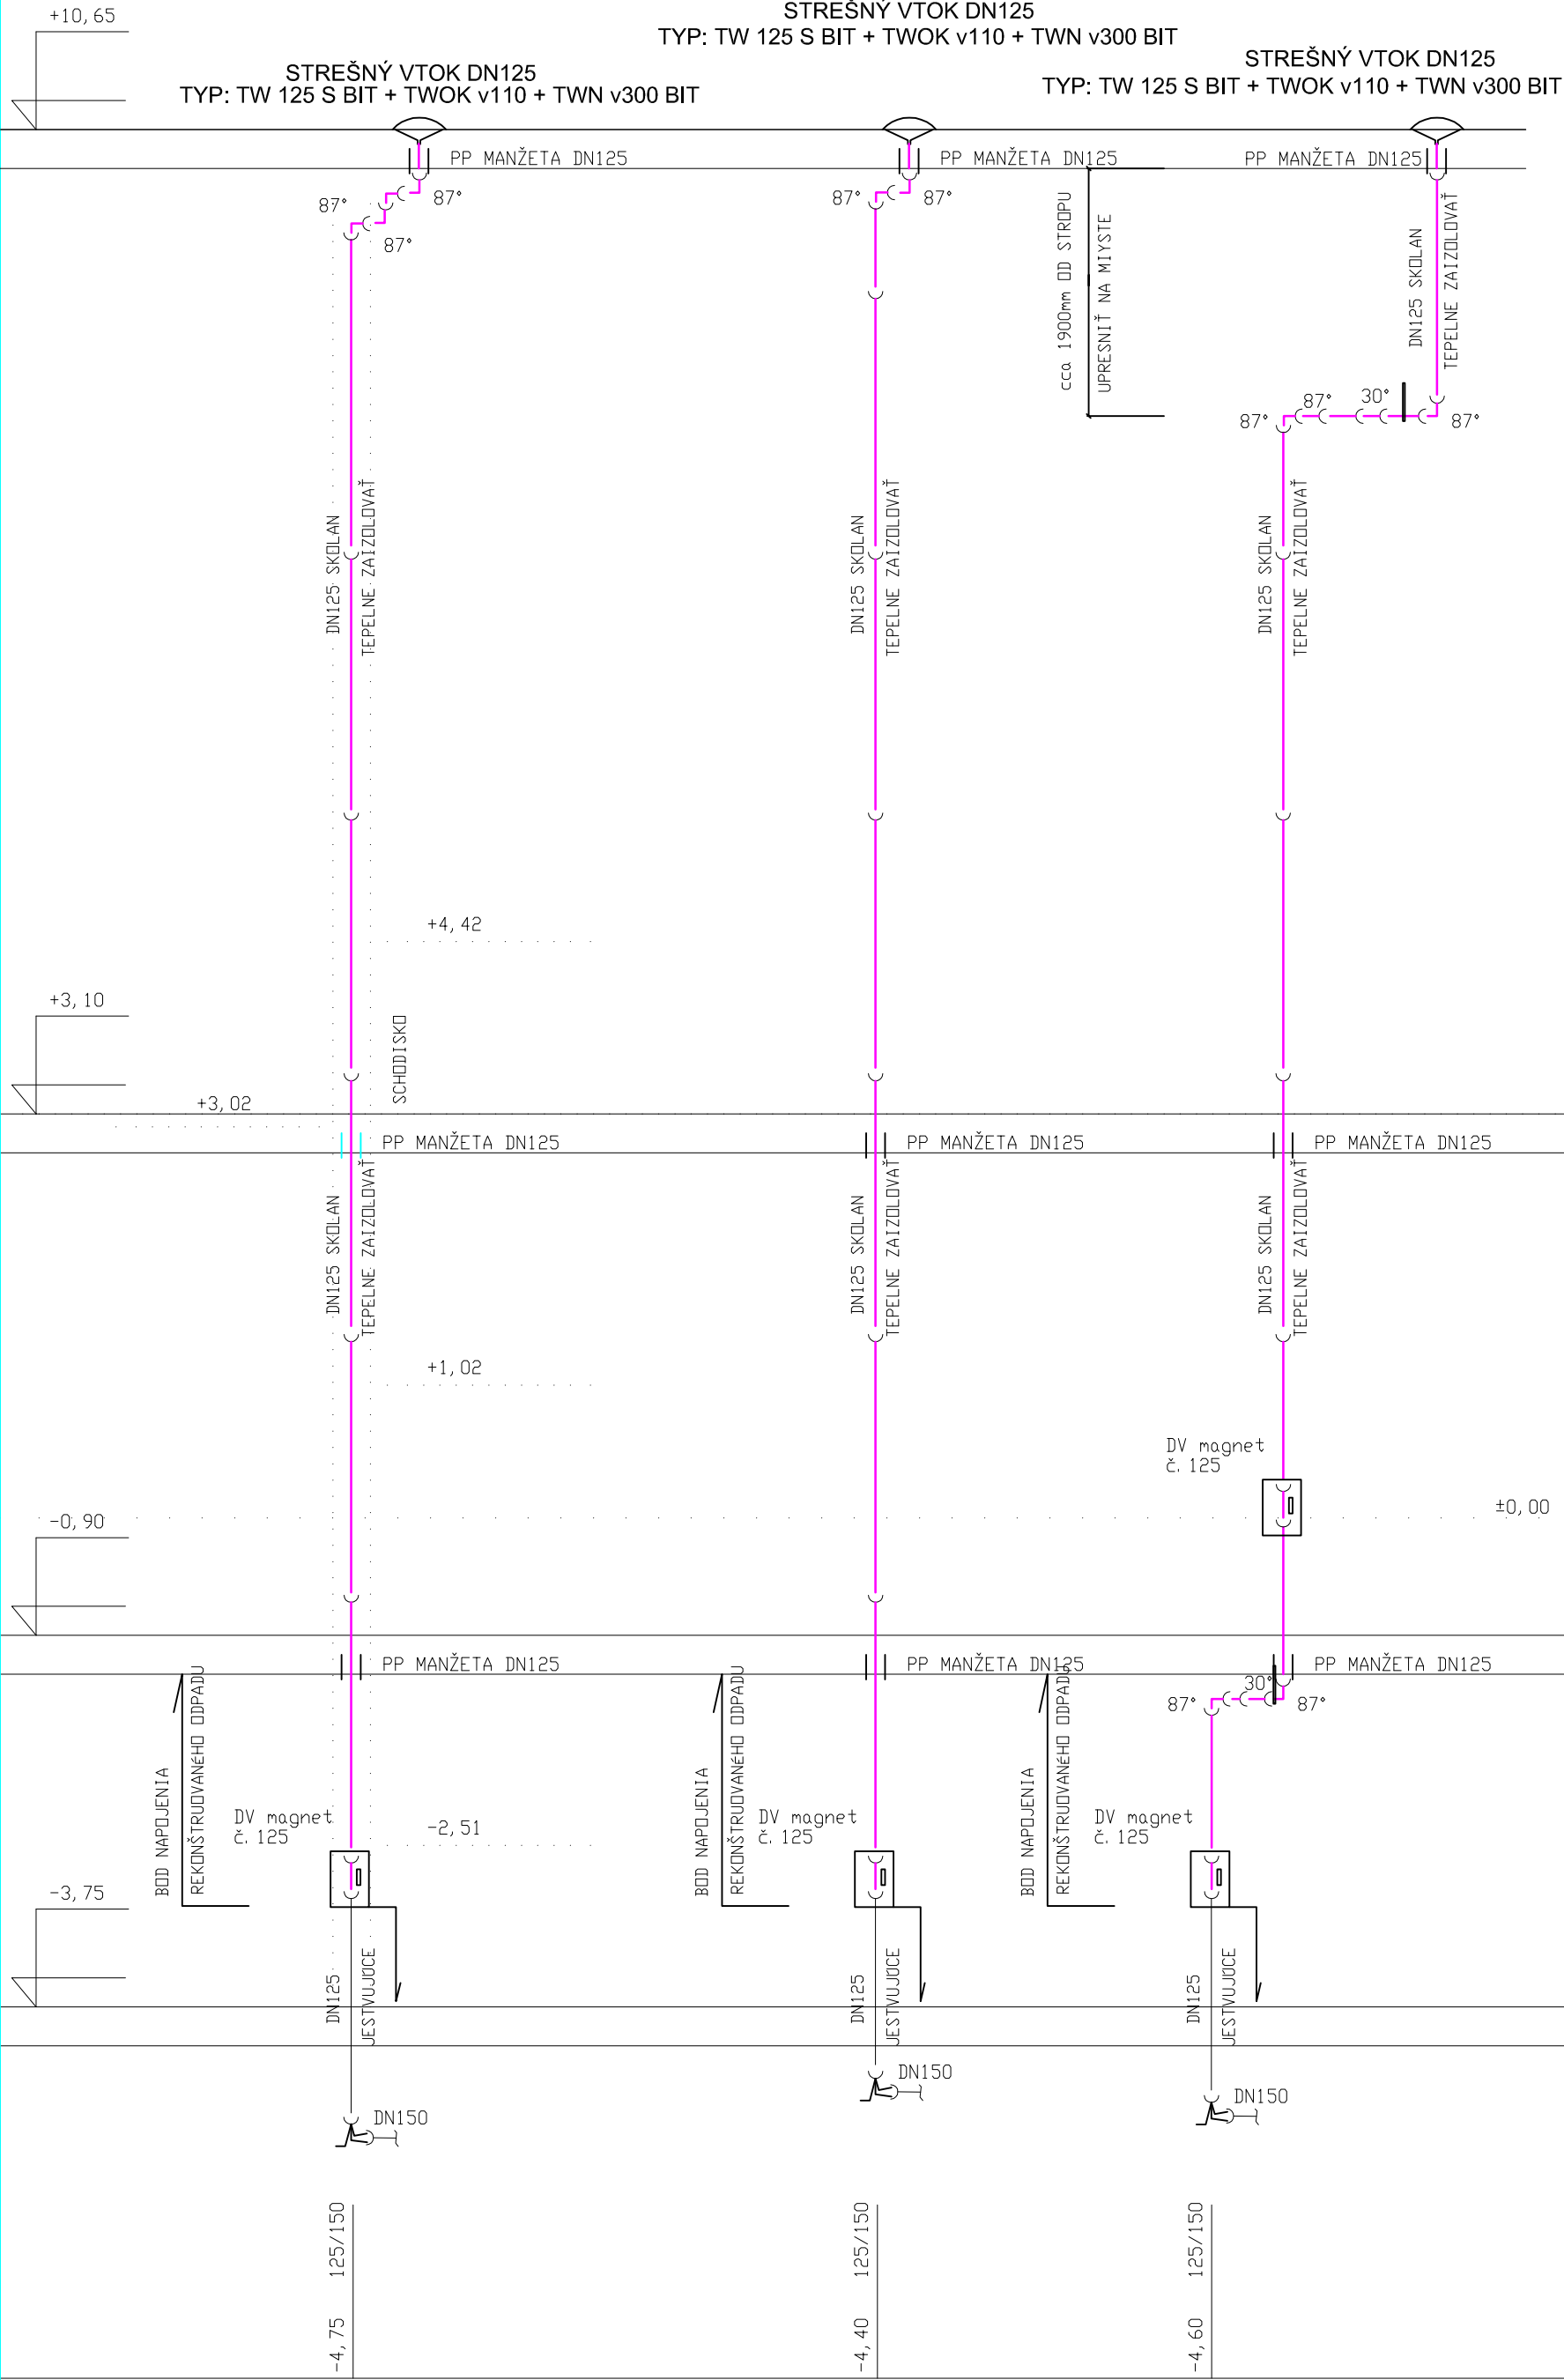 +10,65
STREŠNÝ VTOK DN125
TYP: TW 125 S BIT + TWOK v110 + TWN v300 BIT
STREŠNÝ VTOK DN125
TYP: TW 125 S BIT + TWOK v110 + TWN v300 BIT
STREŠNÝ VTOK DN125
TYP: TW 125 S BIT + TWOK v110 + TWN v300 BIT
PP MANŽETA DN125
PP MANŽETA DN125
PP MANŽETA DN125
87°
87°
87°
87°
87°
cca 1900mm OD STROPU
UPRESNIŤ NA MIYSTE
DN125 SKOLAN
TEPELNE ZAIZOLOVAŤ
87°
87°
30°
87°
DN125 SKOLAN
TEPELNE ZAIZOLOVAŤ
DN125 SKOLAN
TEPELNE ZAIZOLOVAŤ
DN125 SKOLAN
TEPELNE ZAIZOLOVAŤ
+4,42
+3,10
SCHODISKO
+3,02
PP MANŽETA DN125
PP MANŽETA DN125
PP MANŽETA DN125
DN125 SKOLAN
TEPELNE ZAIZOLOVAŤ
DN125 SKOLAN
TEPELNE ZAIZOLOVAŤ
DN125 SKOLAN
TEPELNE ZAIZOLOVAŤ
+1,02
DV magnet
č. 125
±0,00
-0,90
PP MANŽETA DN125
PP MANŽETA DN125
PP MANŽETA DN125
87°
30°
87°
BOD NAPOJENIA
REKONŠTRUOVANÉHO ODPADU
DV magnet
č. 125
-2,51
BOD NAPOJENIA
REKONŠTRUOVANÉHO ODPADU
DV magnet
č. 125
BOD NAPOJENIA
REKONŠTRUOVANÉHO ODPADU
DV magnet
č. 125
-3,75
DN125
JESTVUJÚCE
DN125
JESTVUJÚCE
DN125
JESTVUJÚCE
DN150
DN150
DN150
-4,75 125/150
-4,40 125/150
-4,60 125/150